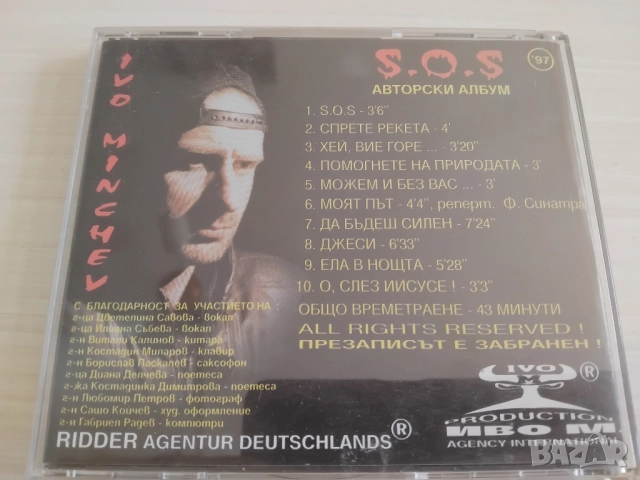 IVO MINCHEV
S.O.S
'97
АВТОРСКИ АЛБУМ
1. S.O.S - 3'6"
2. СПРЕТЕ РЕКЕТА - 4'
3. ХЕЙ, ВИЕ ГОРЕ ... - 3'20"
4. ПОМОГНЕТЕ НА ПРИРОДАТА - 3'
5. МОЖЕМ И БЕЗ ВАС ... - 3'
6. МОЯТ ПЪТ - 4'4", реперт. Ф. Синатра
7. ДА БЪДЕШ СИЛЕН - 7'24"
8. ДЖЕСИ - 6'33"
9. ЕЛА В НОЩТА - 5'28"
10. О, СЛЕЗ ИИСУСЕ ! - 3'3"
ОБЩО ВРЕМЕТРАЕНЕ - 43 МИНУТИ
ALL RIGHTS RESERVED !
ПРЕЗАПИСЪТ Е ЗАБРАНЕН !
С БЛАГОДАРНОСТ ЗА УЧАСТИЕТО НА :
г-ца Цветелина Савова - вокал
г-ца Илиана Събева - вокал
г-н Витали Калинов - китара
г-н Костадин Митаров - клавир
г-н Борислав Паскалев - саксофон
г-ца Диана Делчева - поетеса
г-жа Костадинка Димитрова - поетеса
г-н Любомир Петров - фотограф
г-н Сашо Коичев - худ. оформление
г-н Габриел Радев - компютри
RIDDER AGENTUR DEUTSCHLANDS ®
IVO
M
®
PRODUCTION
ИВО М.
AGENCY INTERNATIONAL
bazar